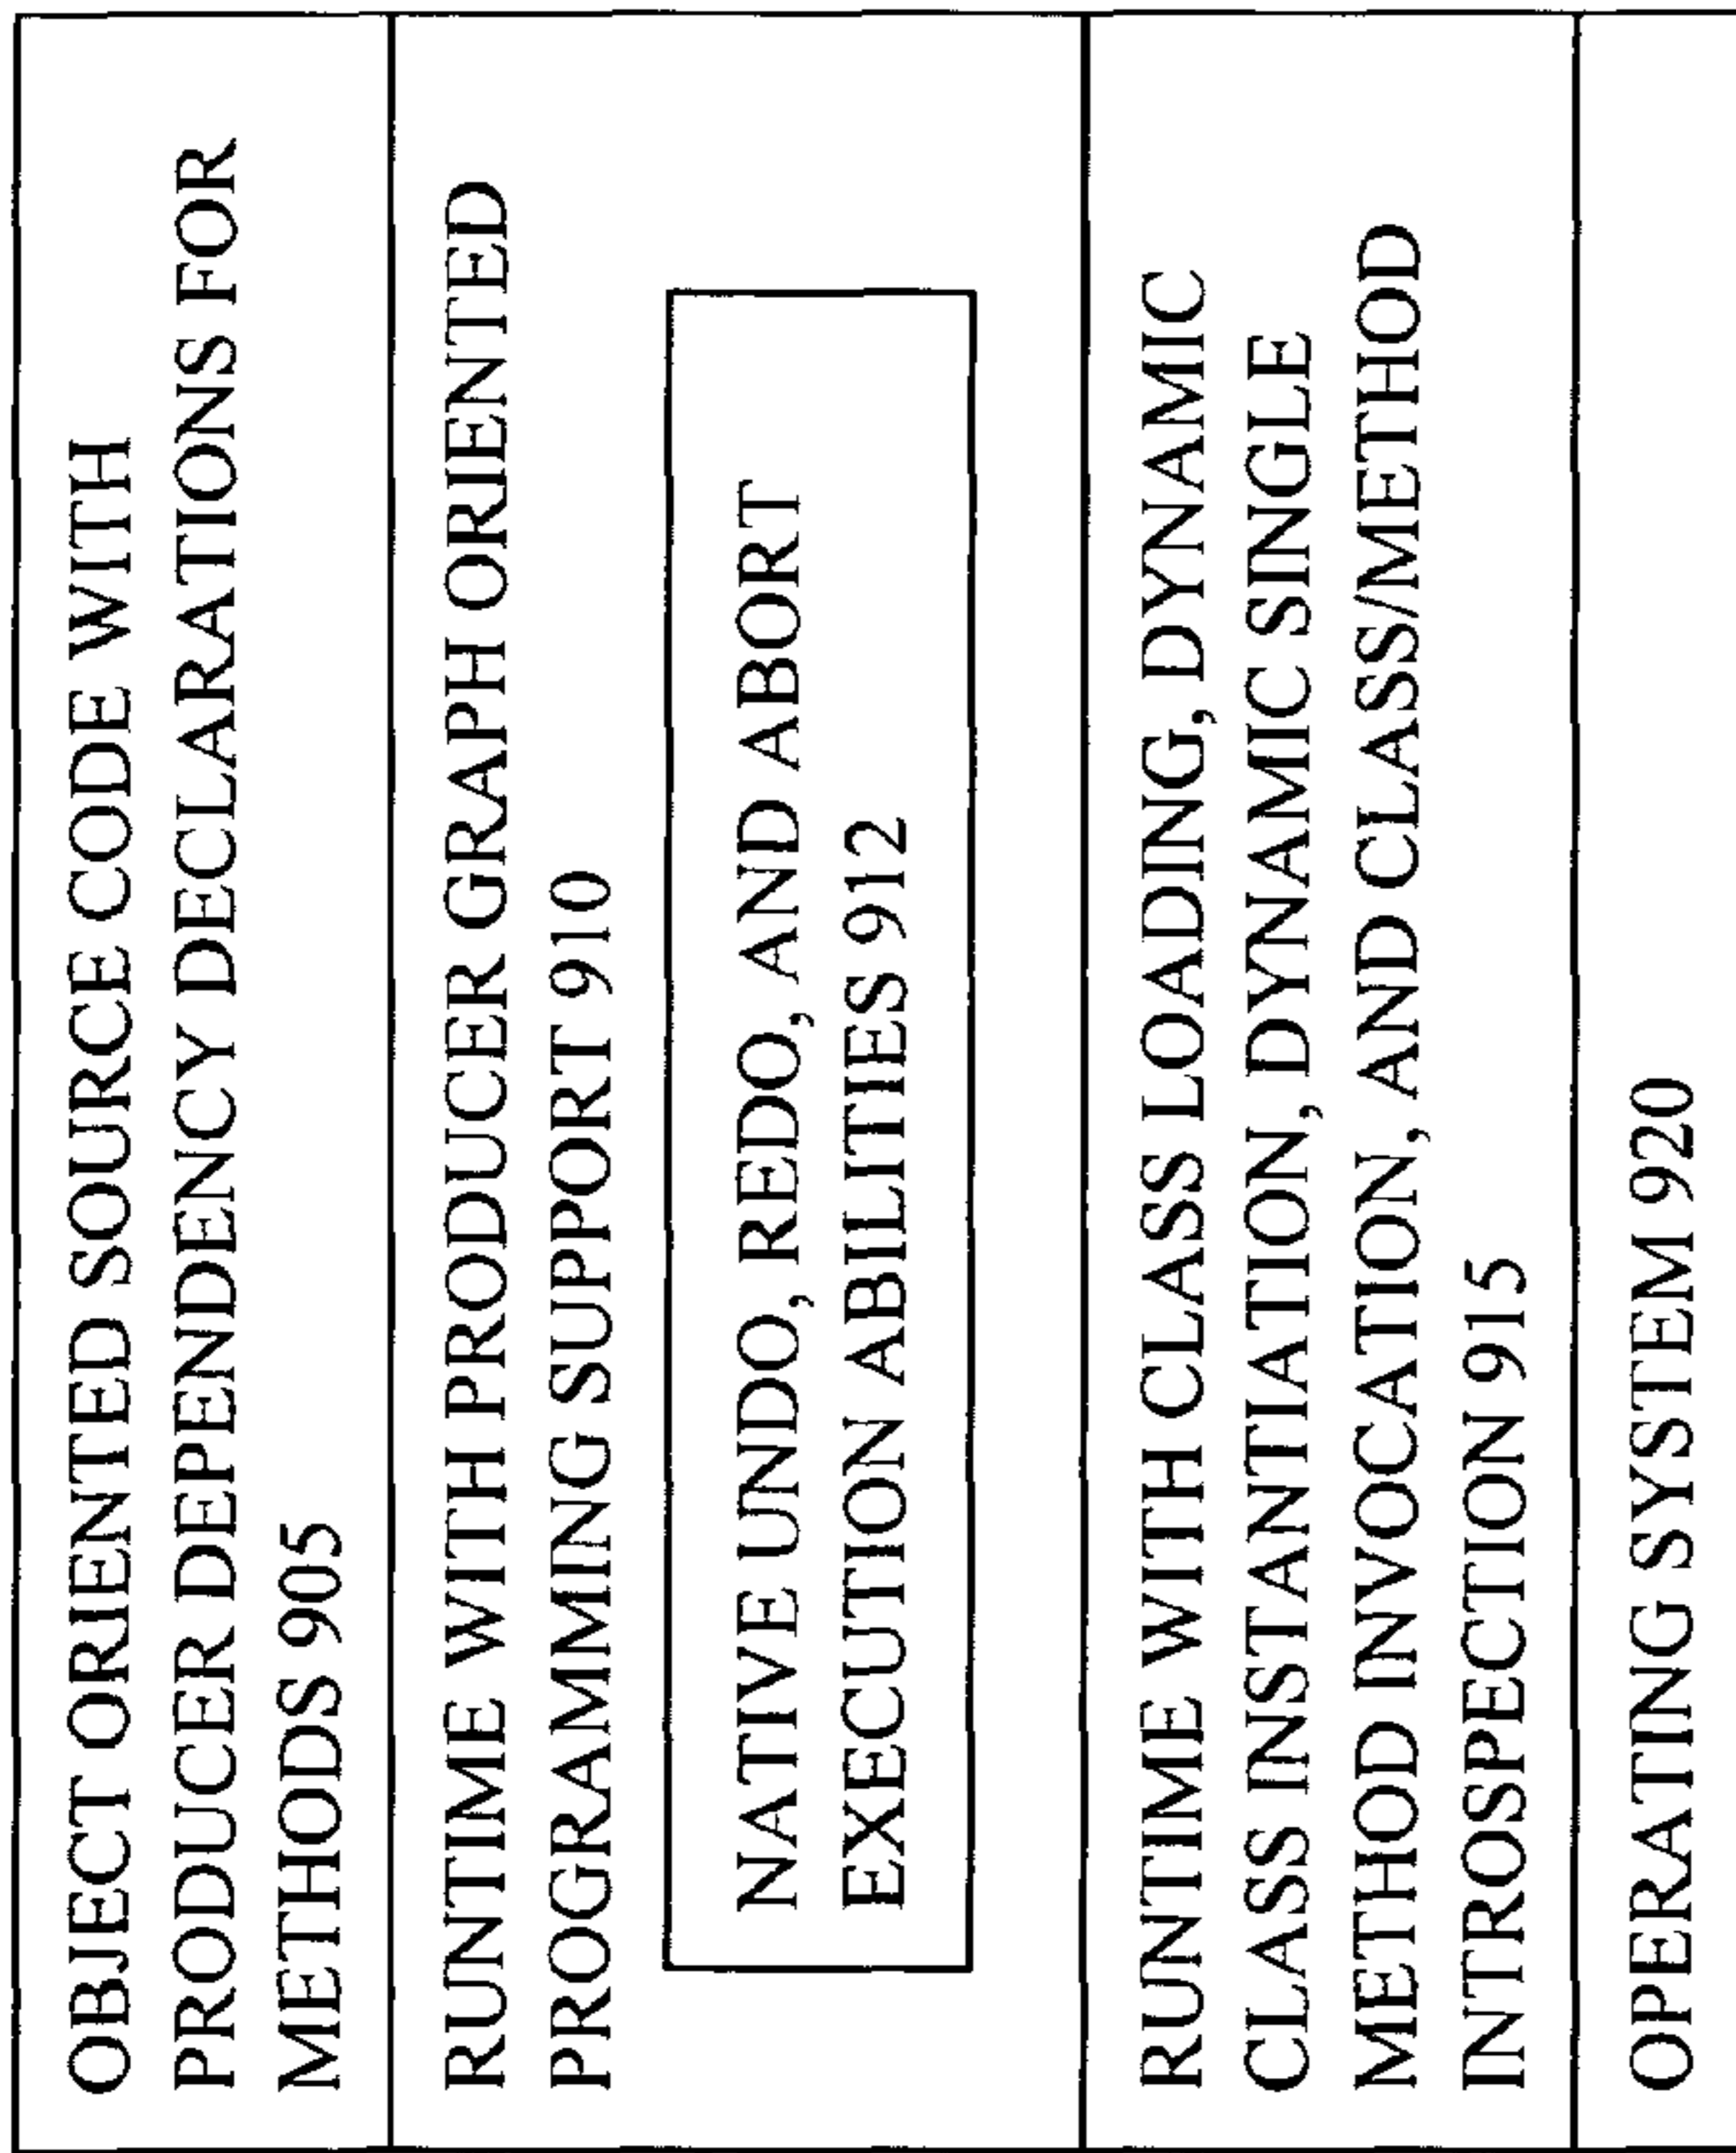 OBJECT ORIENTED SOURCE CODE WITH
PRODUCER DEPENDENCY DECLARATIONS FOR
METHODS 905
RUNTIME WITH PRODUCER GRAPH ORIENTED
PROGRAMMING SUPPORT 910
NATIVE UNDO, REDO, AND ABORT
EXECUTION ABILITIES 912
RUNTIME WITH CLASS LOADING, DYNAMIC
CLASS INSTANTIATION, DYNAMIC SINGLE
METHOD INVOCATION, AND CLASS/METHOD
INTROSPECTION 915
OPERATING SYSTEM 920